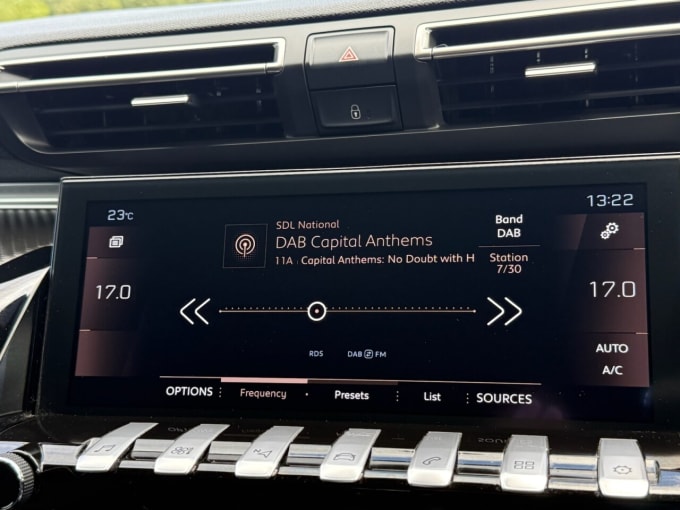 23°C
13:22
SDL National
DAB Capital Anthems
11A · Capital Anthems: No Doubt with H
Band
DAB
Station
7/30
17.0
17.0
RDS
DAB FM
AUTO
A/C
OPTIONS
Frequency
Presets
List
SOURCES